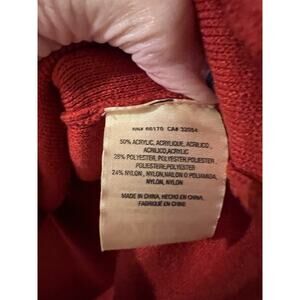 RN# 66170 CA# 32054
50% ACRYLIC, ACRYLIQUE, ACRILICO ,
ACRILICO,ACRYLIC
26% POLYESTER, POLYESTER,POLIESTER,
POLIESTERE,POLYESTER
24% NYLON , NYLON,NAILON O POLIAMIDA,
NYLON, NYLON
MADE IN CHINA, HECHO EN CHINA,
FABRIQUÉ EN CHINE